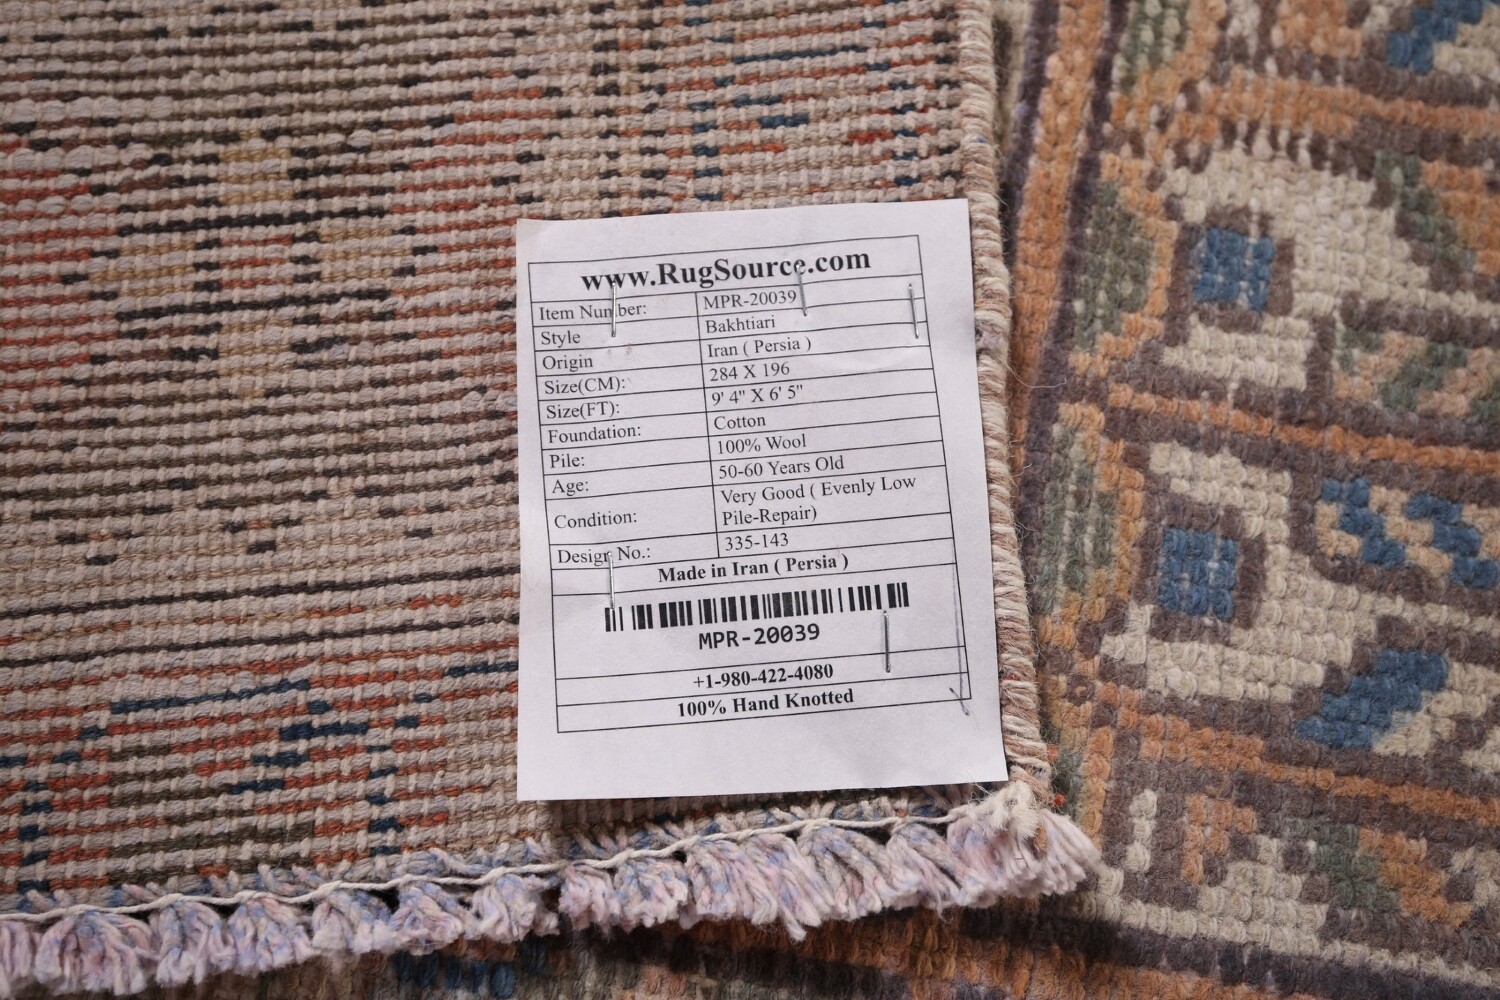 www.RugSource.com
Item Number: MPR-20039
Style Bakhtiari
Origin Iran ( Persia )
Size(CM): 284 X 196
Size(FT): 9' 4" X 6' 5"
Foundation: Cotton
Pile: 100% Wool
Age: 50-60 Years Old
Condition: Very Good ( Evenly Low
Pile-Repair)
Design No.: 335-143
Made in Iran ( Persia )
MPR-20039
+1-980-422-4080
100% Hand Knotted